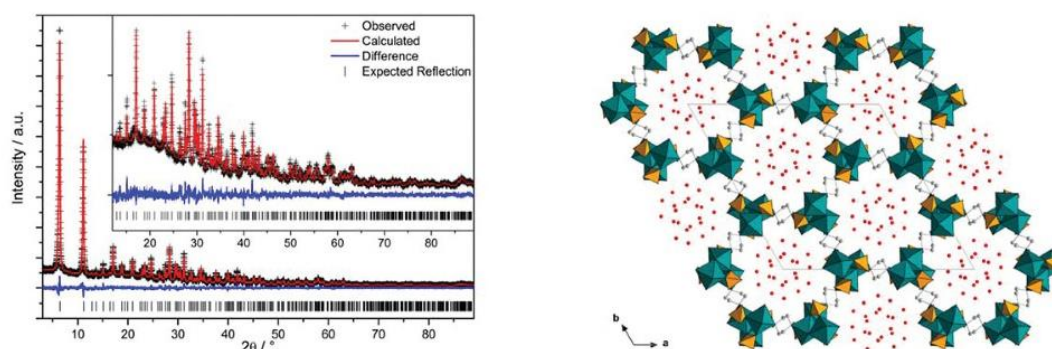 Observed
Calculated
Difference
Expected Reflection
Intensity / a.u.
20 30 40 50 60 70 80
10 20 30 40 50 60 70 80
2θ / °
b
a